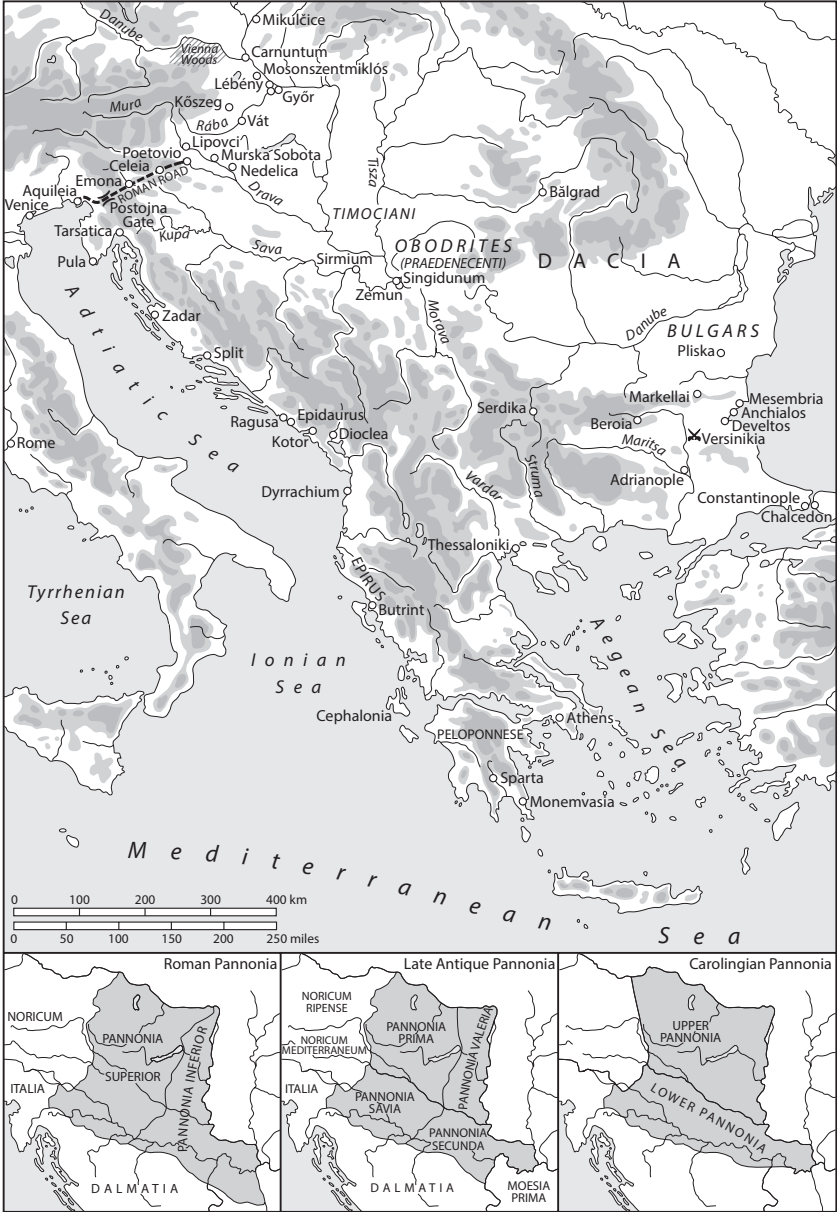 Mikulčice
Danube
Vienna
Woods
Carnuntum
Mosonszentmiklós
Lébény
Győr
Mura
Kőszeg
Rába
Vát
Lipovci
Poetovio
Murska Sobota
Celeia
Nedelica
Tisza
Emona
ROMAN ROAD
Aquileia
Drava
Bălgrad
Venice
Postojna
Gate
TIMOCIANI
Tarsatica
Kupa
Sava
OBODRITES
(PRAEDENECENTI)
DACIA
Pula
Sirmium
Singidunum
Zemun
Adtiatic Sea
Zadar
Morava
Danube
BULGARS
Pliska
Split
Markellai
Mesembria
Serdika
Anchialos
Ragusa
Epidaurus
Beroia
Develtos
Kotor
Dioclea
Maritsa
Versinikia
Rome
Struma
Adrianople
Dyrrachium
Vardar
Constantinople
Chalcedon
Thessaloniki
EPIRUS
Tyrrhenian
Sea
Butrint
Aegean Sea
Ionian
Sea
Cephalonia
Athens
PELOPONNESE
Sparta
Monemvasia
Mediterranean Sea
0 100 200 300 400 km
0 50 100 150 200 250 miles
Roman Pannonia
NORICUM
PANNONIA
SUPERIOR
PANNONIA INFERIOR
ITALIA
DALMATIA
Late Antique Pannonia
NORICUM
RIPENSE
NORICUM
MEDITERRANEUM
PANNONIA
PRIMA
PANNONIA VALERIA
ITALIA
PANNONIA
SAVIA
PANNONIA
SECUNDA
DALMATIA
MOESIA
PRIMA
Carolingian Pannonia
UPPER
PANNONIA
LOWER PANNONIA